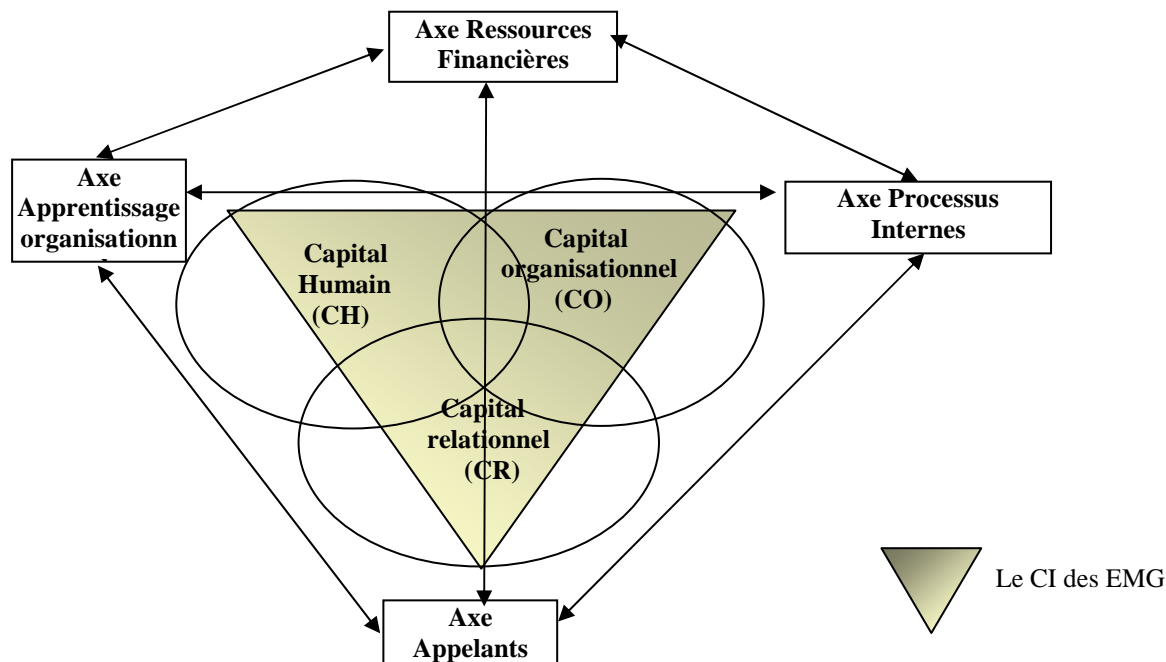 Axe Ressources
Financières
Axe
Apprentissage
organisationn
Axe Processus
Internes
Capital
Humain
(CH)
Capital
organisationnel
(CO)
Capital
relationnel
(CR)
Le CI des EMG
Axe
Appelants